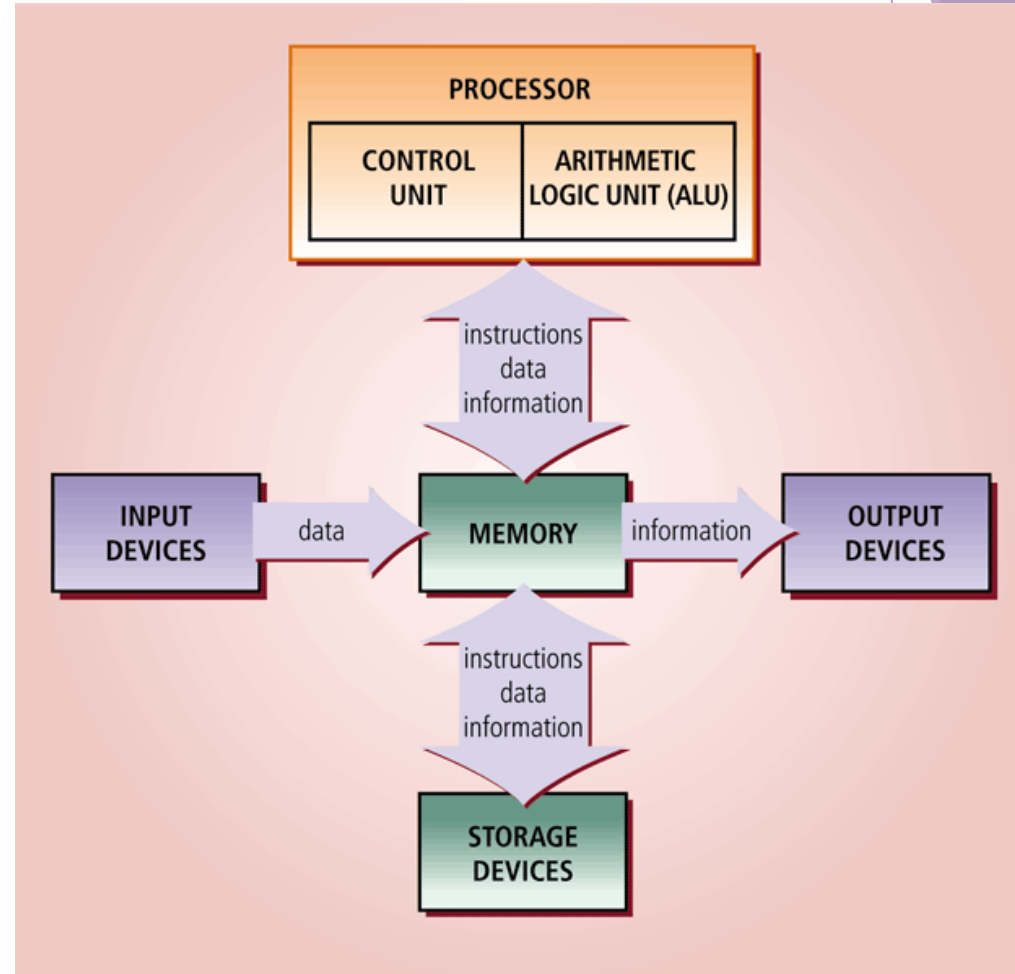 PROCESSOR
CONTROL
UNIT
ARITHMETIC
LOGIC UNIT (ALU)
instructions
data
information
INPUT
DEVICES
data
MEMORY
information
OUTPUT
DEVICES
instructions
data
information
STORAGE
DEVICES